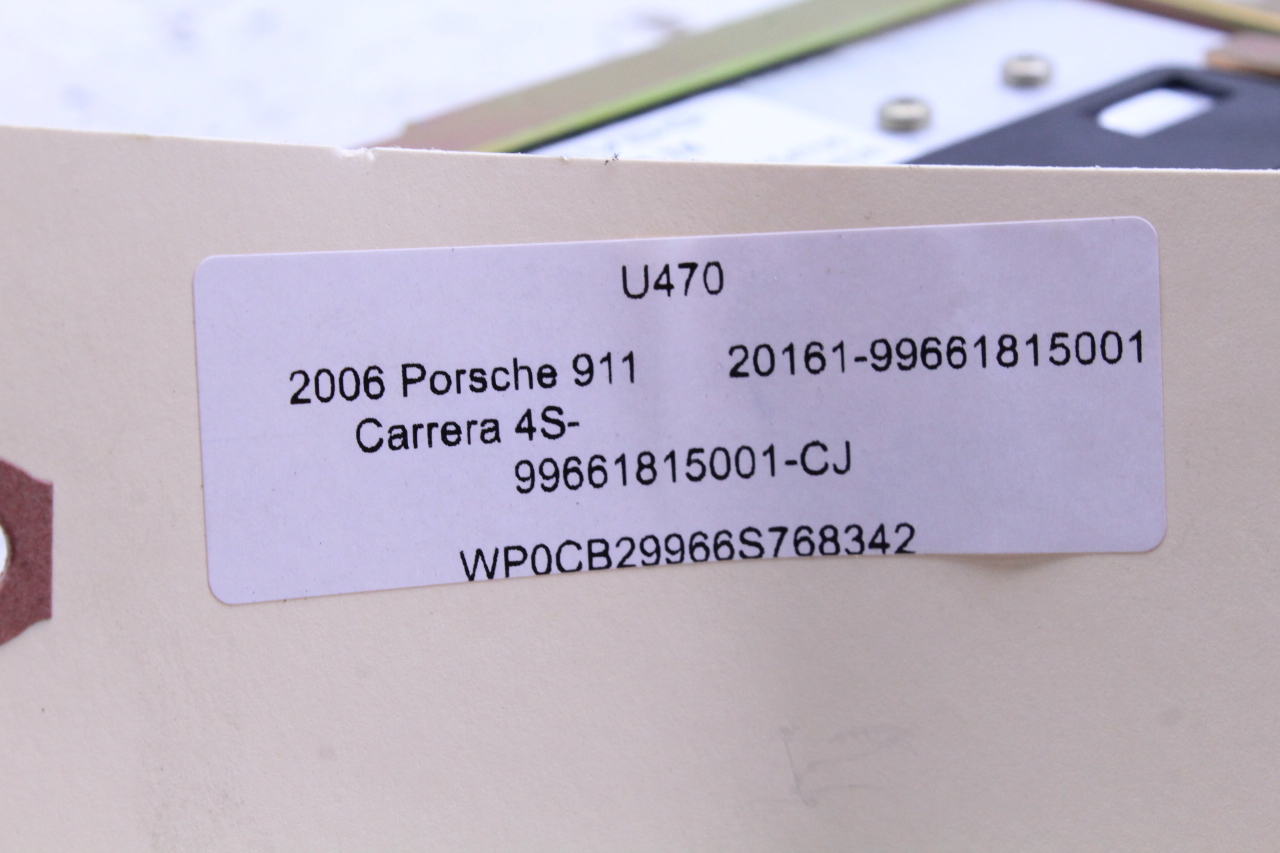 U470
2006 Porsche 911 20161-99661815001
Carrera 4S-
99661815001-CJ
WP0CB29966S768342